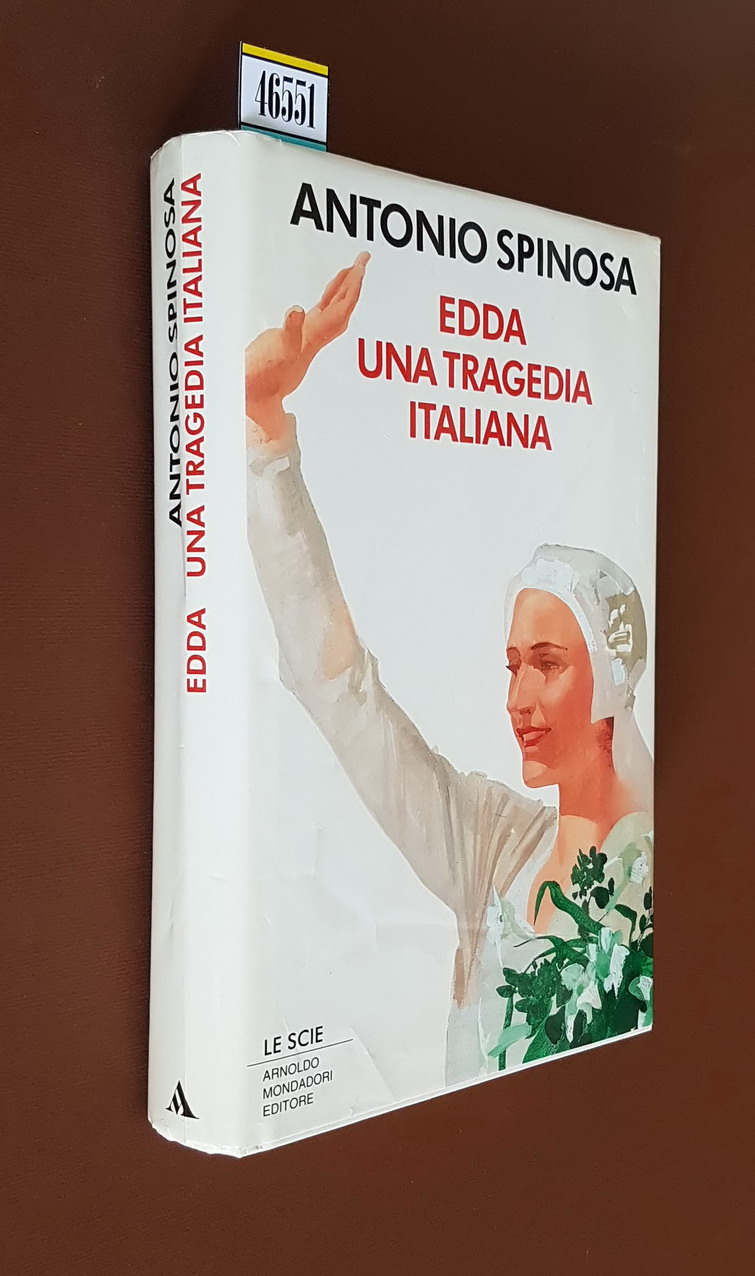 46551
ANTONIO SPINOSA
EDDA
UNA TRAGEDIA
ITALIANA
LE SCIE
ARNOLDO
MONDADORI
EDITORE
ANTONIO SPINOSA
EDDA UNA TRAGEDIA ITALIANA